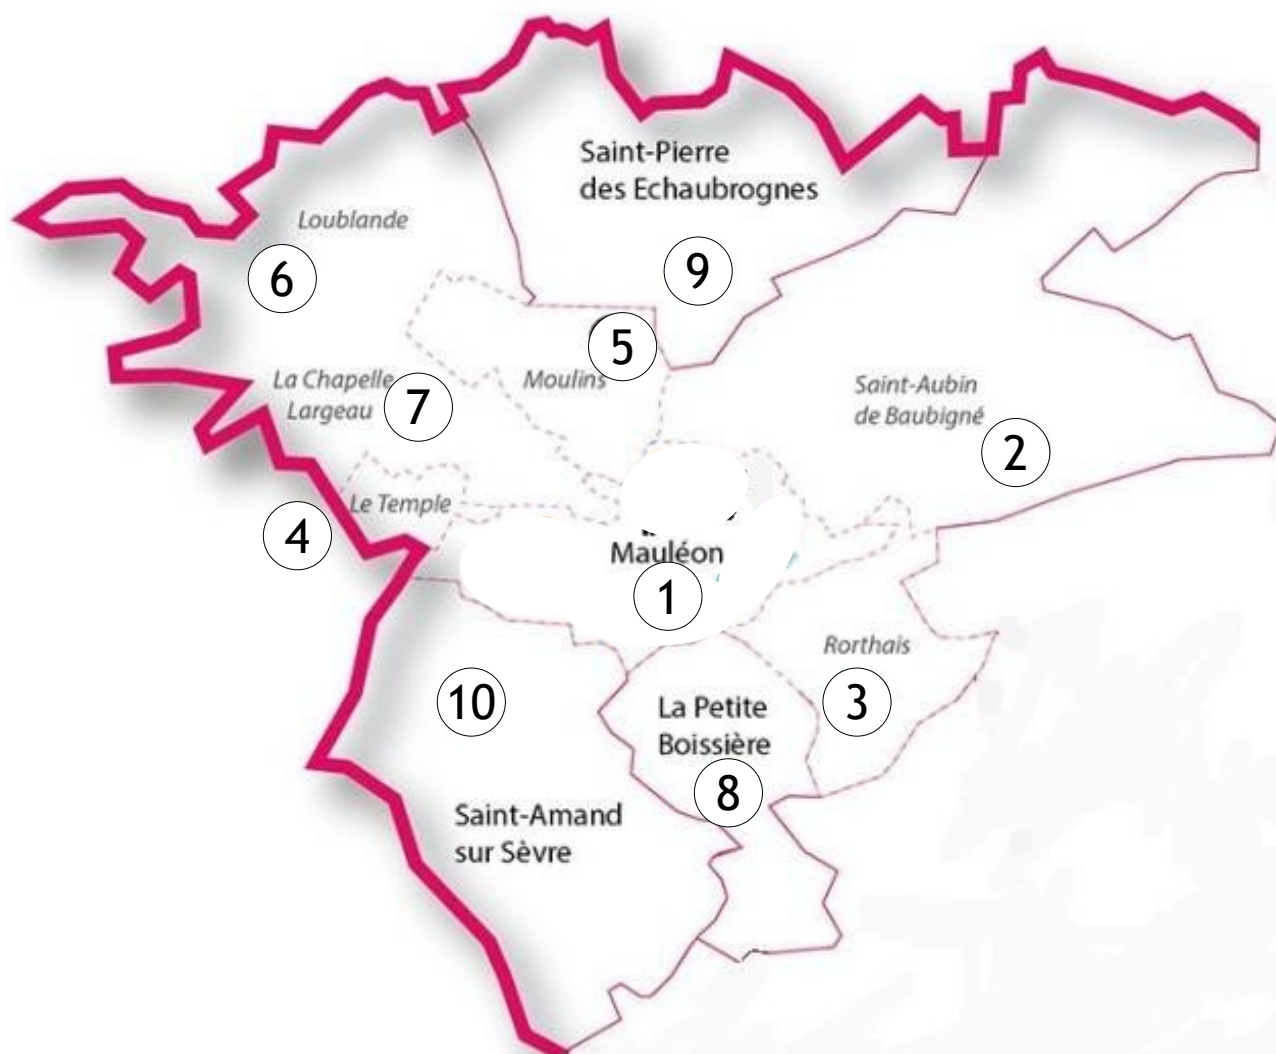 Saint-Pierre
des Echaubrognes
Loublande
9
6
5
La Chapelle
Largeau
7
Moulins
Saint-Aubin
de Baubigné
2
Le Temple
4
Mauléon
1
Rorthais
3
10
La Petite
Boissière
8
Saint-Amand
sur Sèvre